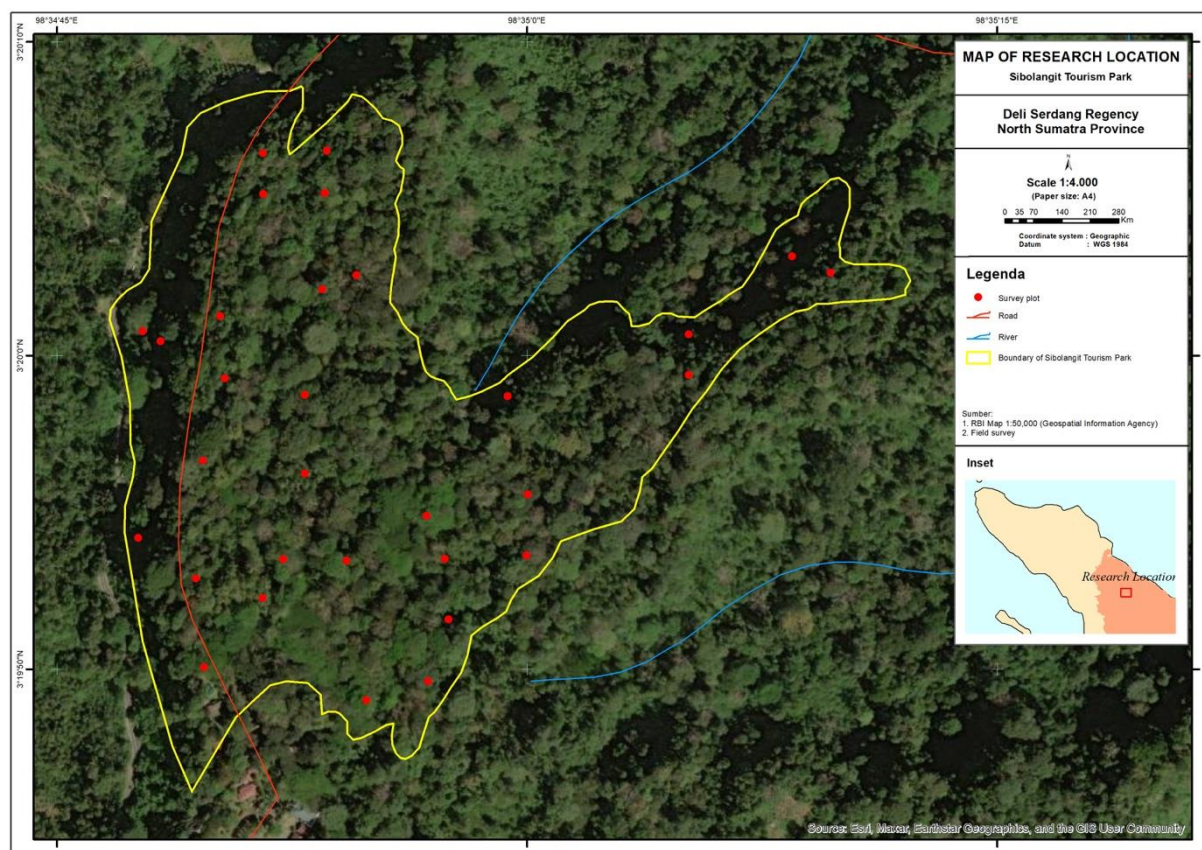 98°34'45"E
98°35'0"E
98°35'15"E
3°20'10"N
3°20'0"N
3°19'50"N
MAP OF RESEARCH LOCATION
Sibolangit Tourism Park
Deli Serdang Regency
North Sumatra Province
N
Scale 1:4.000
(Paper size: A4)
0 35 70 140 210 280
Km
Coordinate system : Geographic
Datum : WGS 1984
Legenda
Survey plot
Road
River
Boundary of Sibolangit Tourism Park
Sumber:
1. RBI Map 1:50,000 (Geospatial Information Agency)
2. Field survey
Inset
Research Location
Source: Esri, Maxar, Earthstar Geographics, and the GIS User Community